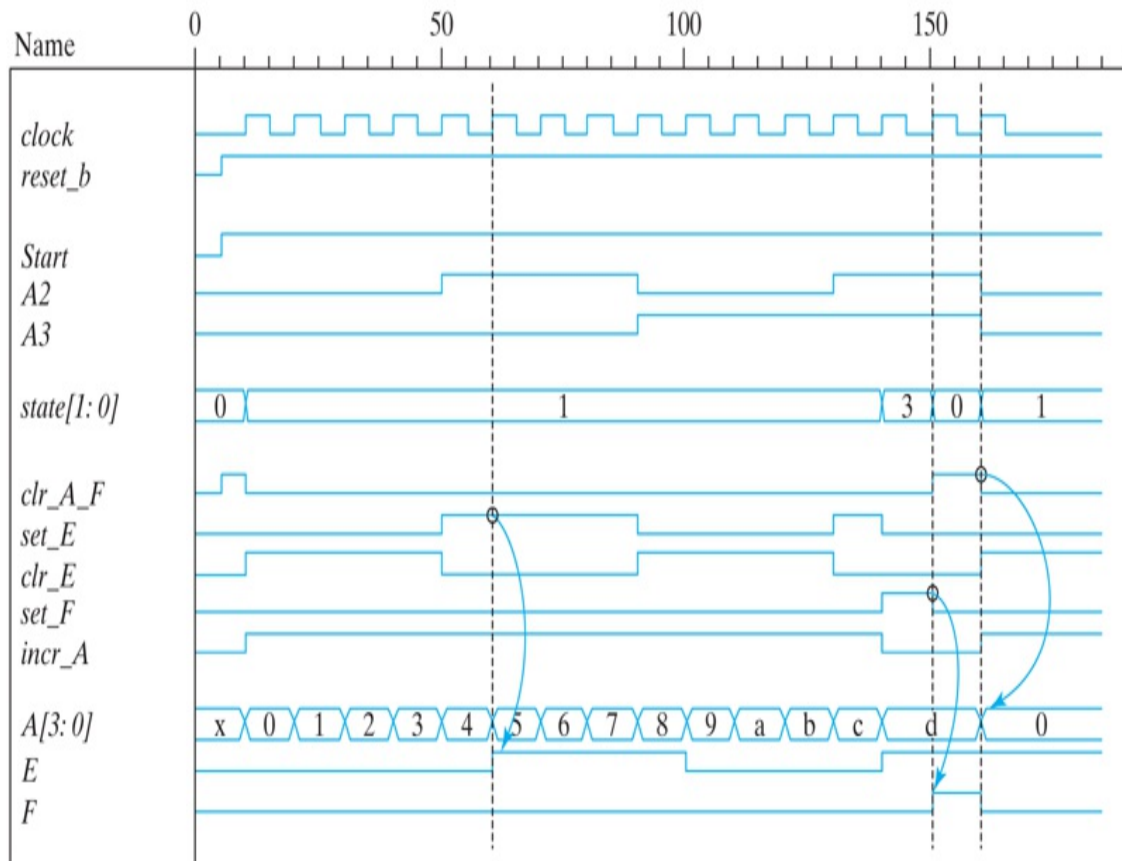 0 50 100 150
Name
clock
reset_b
Start
A2
A3
state[1:0] 0 1 3 0 1
clr_A_F
set_E
clr_E
set_F
incr_A
A[3:0] x 0 1 2 3 4 5 6 7 8 9 a b c d 0
E
F